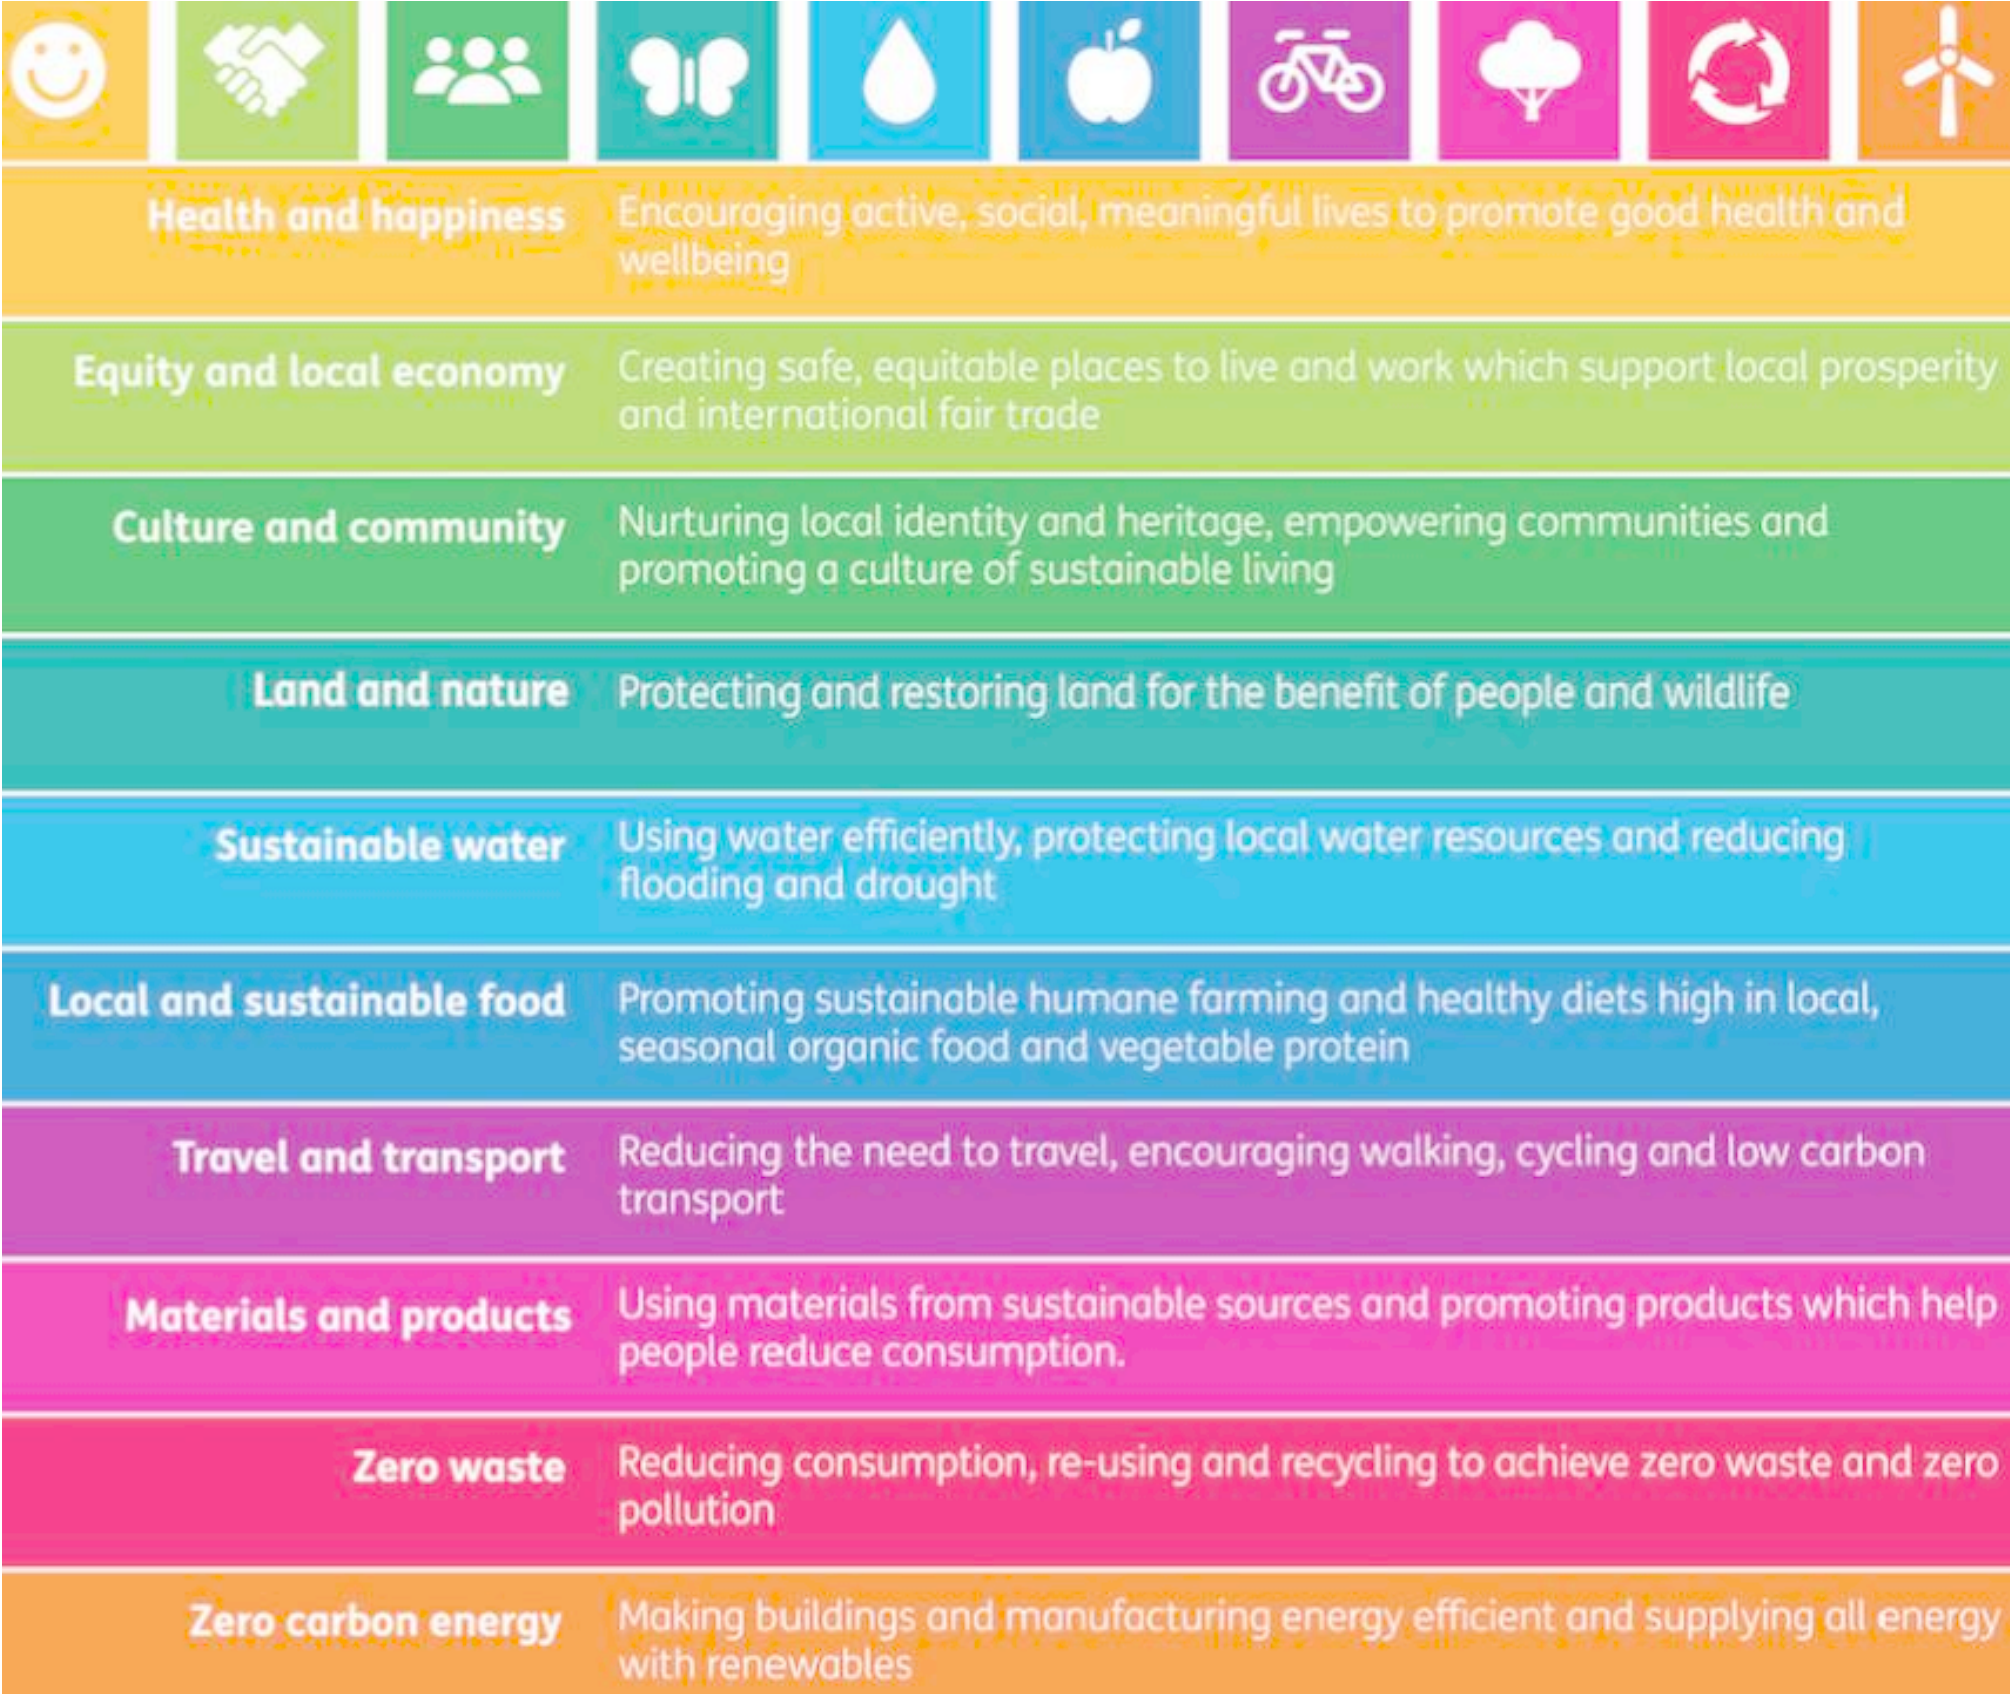 Health and happiness
Encouraging active, social, meaningful lives to promote good health and
wellbeing
Equity and local economy
Creating safe, equitable places to live and work which support local prosperity
and international fair trade
Culture and community
Nurturing local identity and heritage, empowering communities and
promoting a culture of sustainable living
Land and nature
Protecting and restoring land for the benefit of people and wildlife
Sustainable water
Using water efficiently, protecting local water resources and reducing
flooding and drought
Local and sustainable food
Promoting sustainable humane farming and healthy diets high in local,
seasonal organic food and vegetable protein
Travel and transport
Reducing the need to travel, encouraging walking, cycling and low carbon
transport
Materials and products
Using materials from sustainable sources and promoting products which help
people reduce consumption.
Zero waste
Reducing consumption, re-using and recycling to achieve zero waste and zero
pollution
Zero carbon energy
Making buildings and manufacturing energy efficient and supplying all energy
with renewables